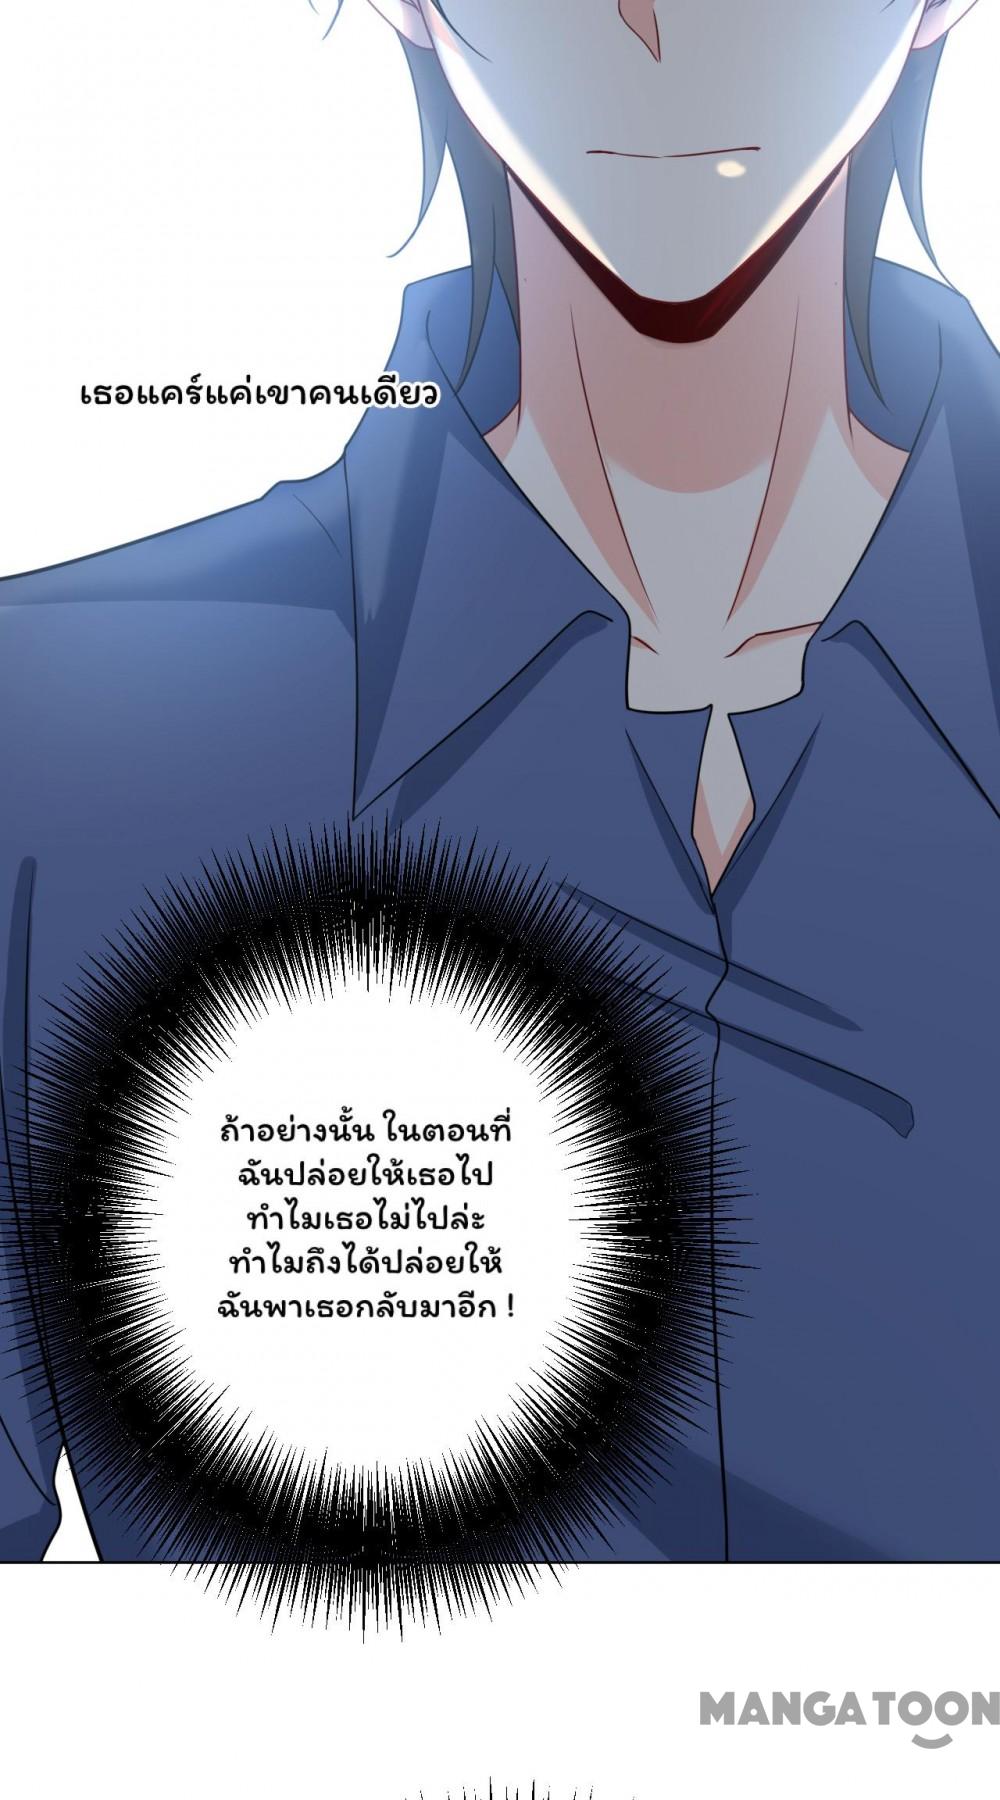 เธอแคร์แค่เขาคนเดียว
ถ้าอย่างนั้น ในตอนที่
ฉันปล่อยให้เธอไป
ทำไมเธอไม่ไปล่ะ
ทำไมถึงได้ปล่อยให้
ฉันพาเธอกลับมาอีก !
MANGATOON